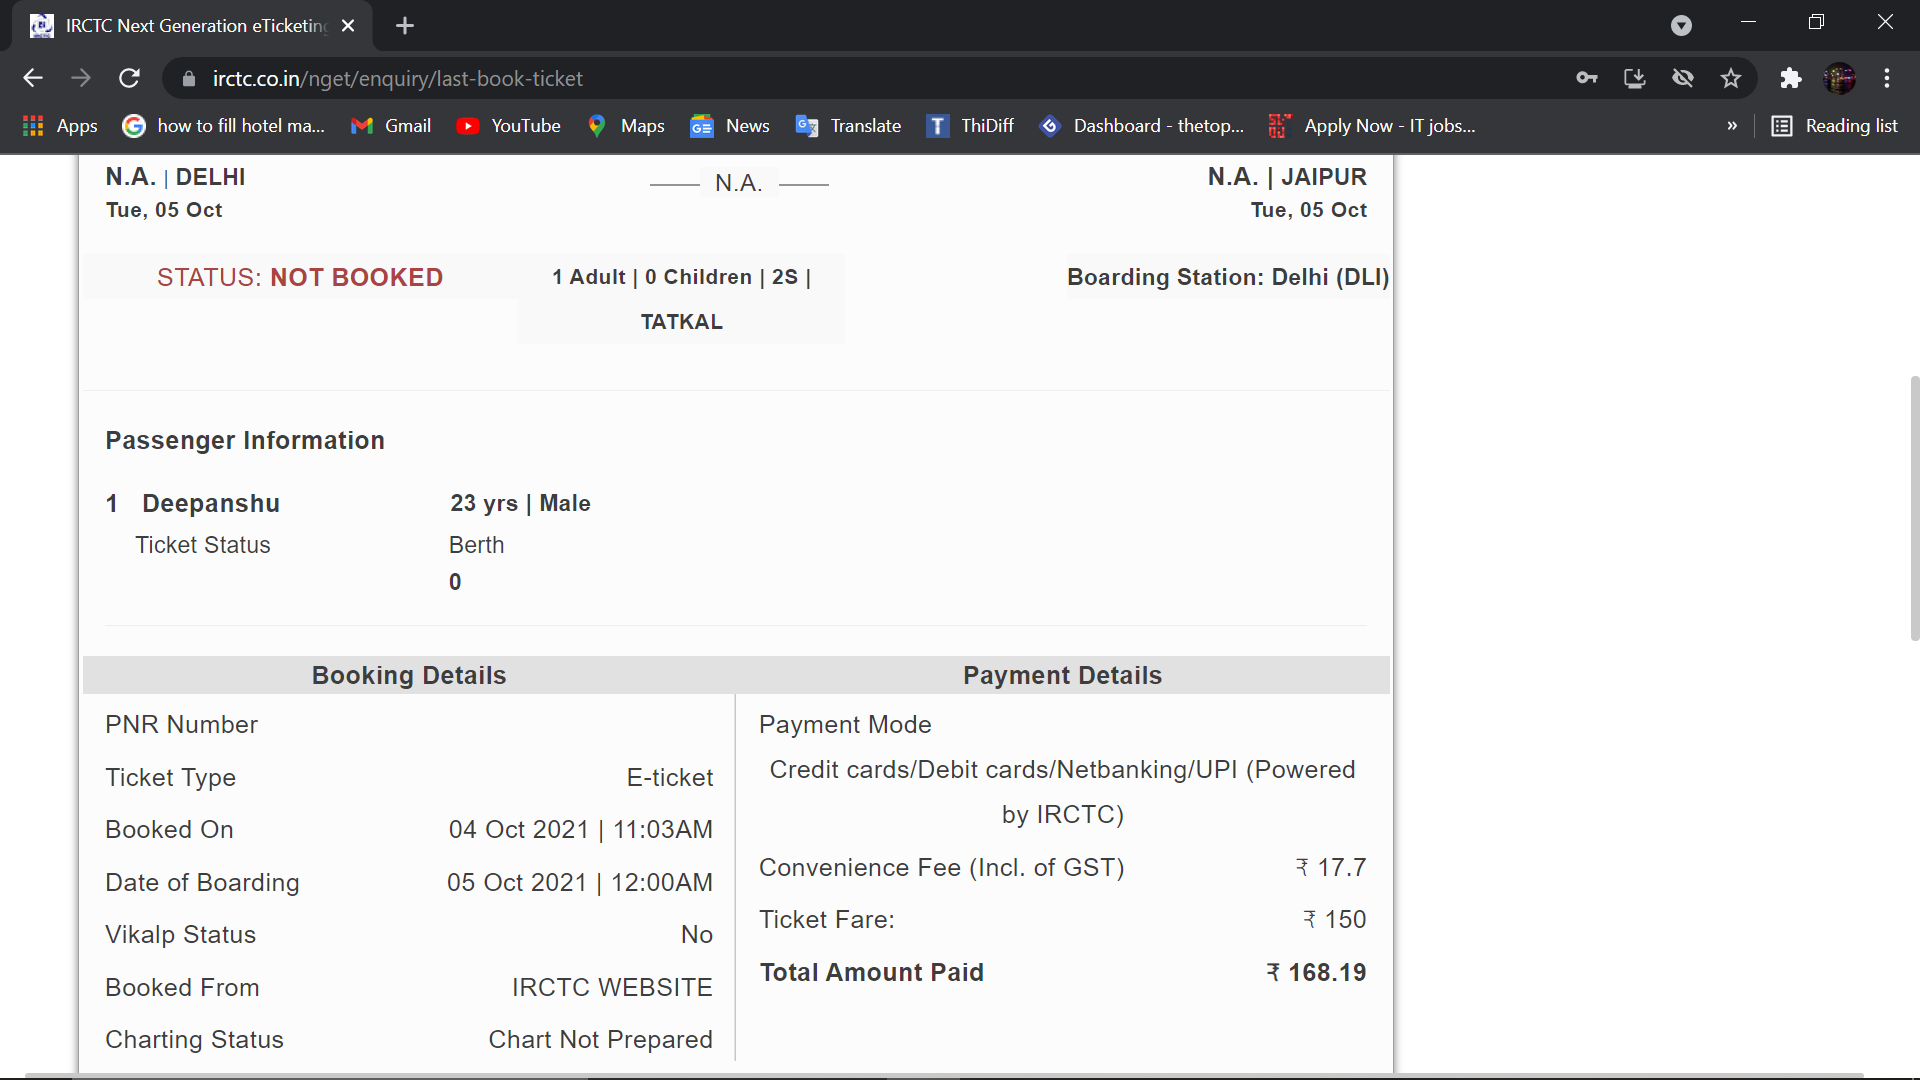 IRCTC Next Generation eTicketing
irctc.co.in/nget/enquiry/last-book-ticket
Apps how to fill hotel ma... Gmail YouTube Maps News Translate ThiDiff Dashboard - thetop... Apply Now - IT jobs... » Reading list
N.A. | DELHI N.A. N.A. | JAIPUR
Tue, 05 Oct Tue, 05 Oct
STATUS: NOT BOOKED 1 Adult | 0 Children | 2S | Boarding Station: Delhi (DLI)
TATKAL
Passenger Information
1 Deepanshu 23 yrs | Male
Ticket Status Berth
0
Booking Details Payment Details
PNR Number Payment Mode
Credit cards/Debit cards/Netbanking/UPI (Powered
Ticket Type E-ticket
by IRCTC)
Booked On 04 Oct 2021 | 11:03AM
Convenience Fee (Incl. of GST) ₹ 17.7
Date of Boarding 05 Oct 2021 | 12:00AM
Ticket Fare: ₹ 150
Vikalp Status No
Total Amount Paid ₹ 168.19
Booked From IRCTC WEBSITE
Charting Status Chart Not Prepared